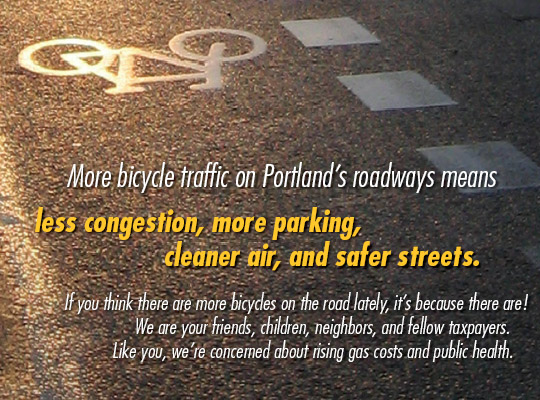 More bicycle traffic on Portland's roadways means
less congestion, more parking,
cleaner air, and safer streets.
If you think there are more bicycles on the road lately, it's because there are!
We are your friends, children, neighbors, and fellow taxpayers.
Like you, we're concerned about rising gas costs and public health.